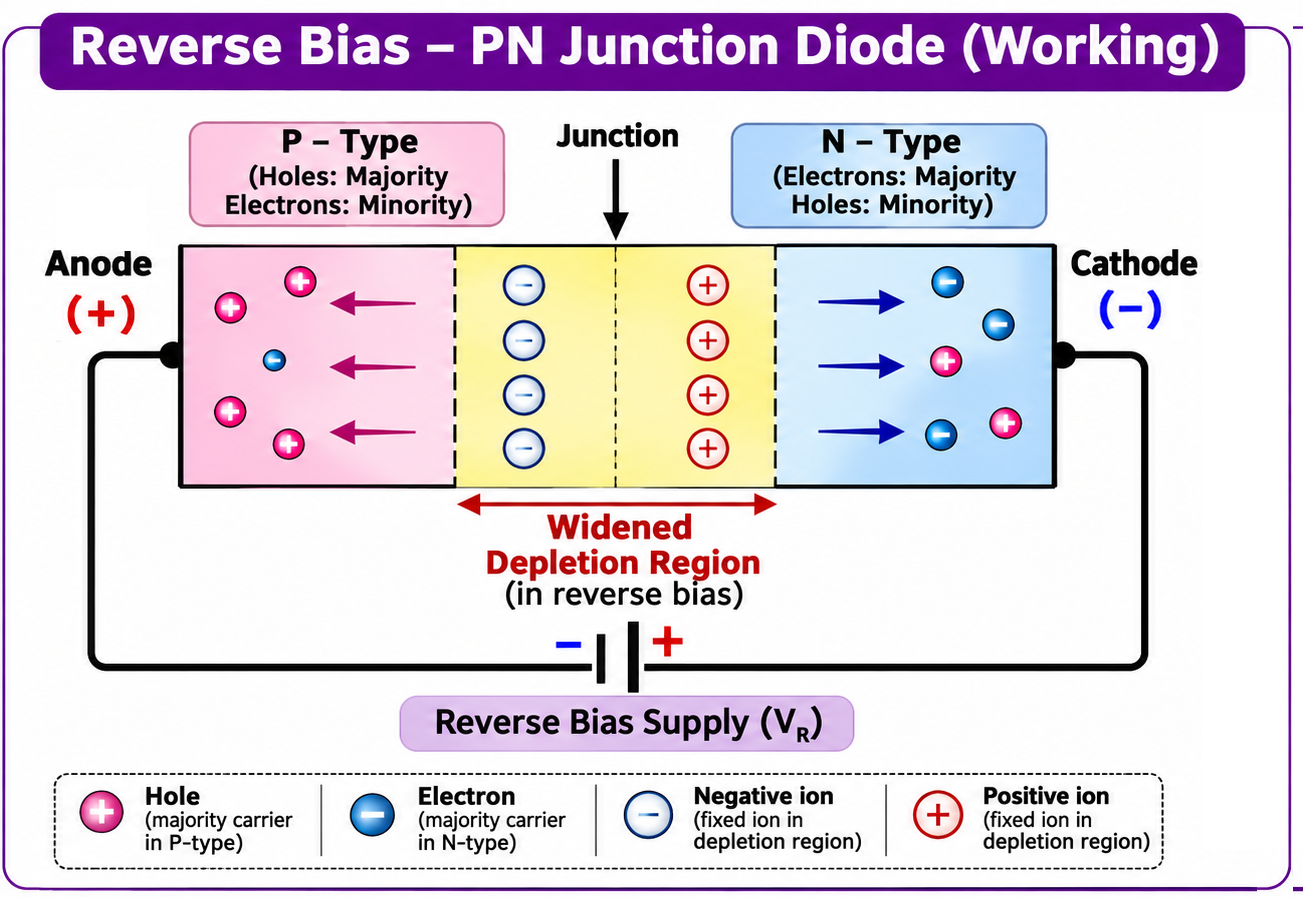 Reverse Bias – PN Junction Diode (Working)
P – Type
(Holes: Majority
Electrons: Minority)
Junction
N – Type
(Electrons: Majority
Holes: Minority)
Anode
(+)
Cathode
(−)
Widened
Depletion Region
(in reverse bias)
− +
Reverse Bias Supply (V_R)
Hole
(majority carrier
in P-type)
Electron
(majority carrier
in N-type)
Negative ion
(fixed ion in
depletion region)
Positive ion
(fixed ion in
depletion region)